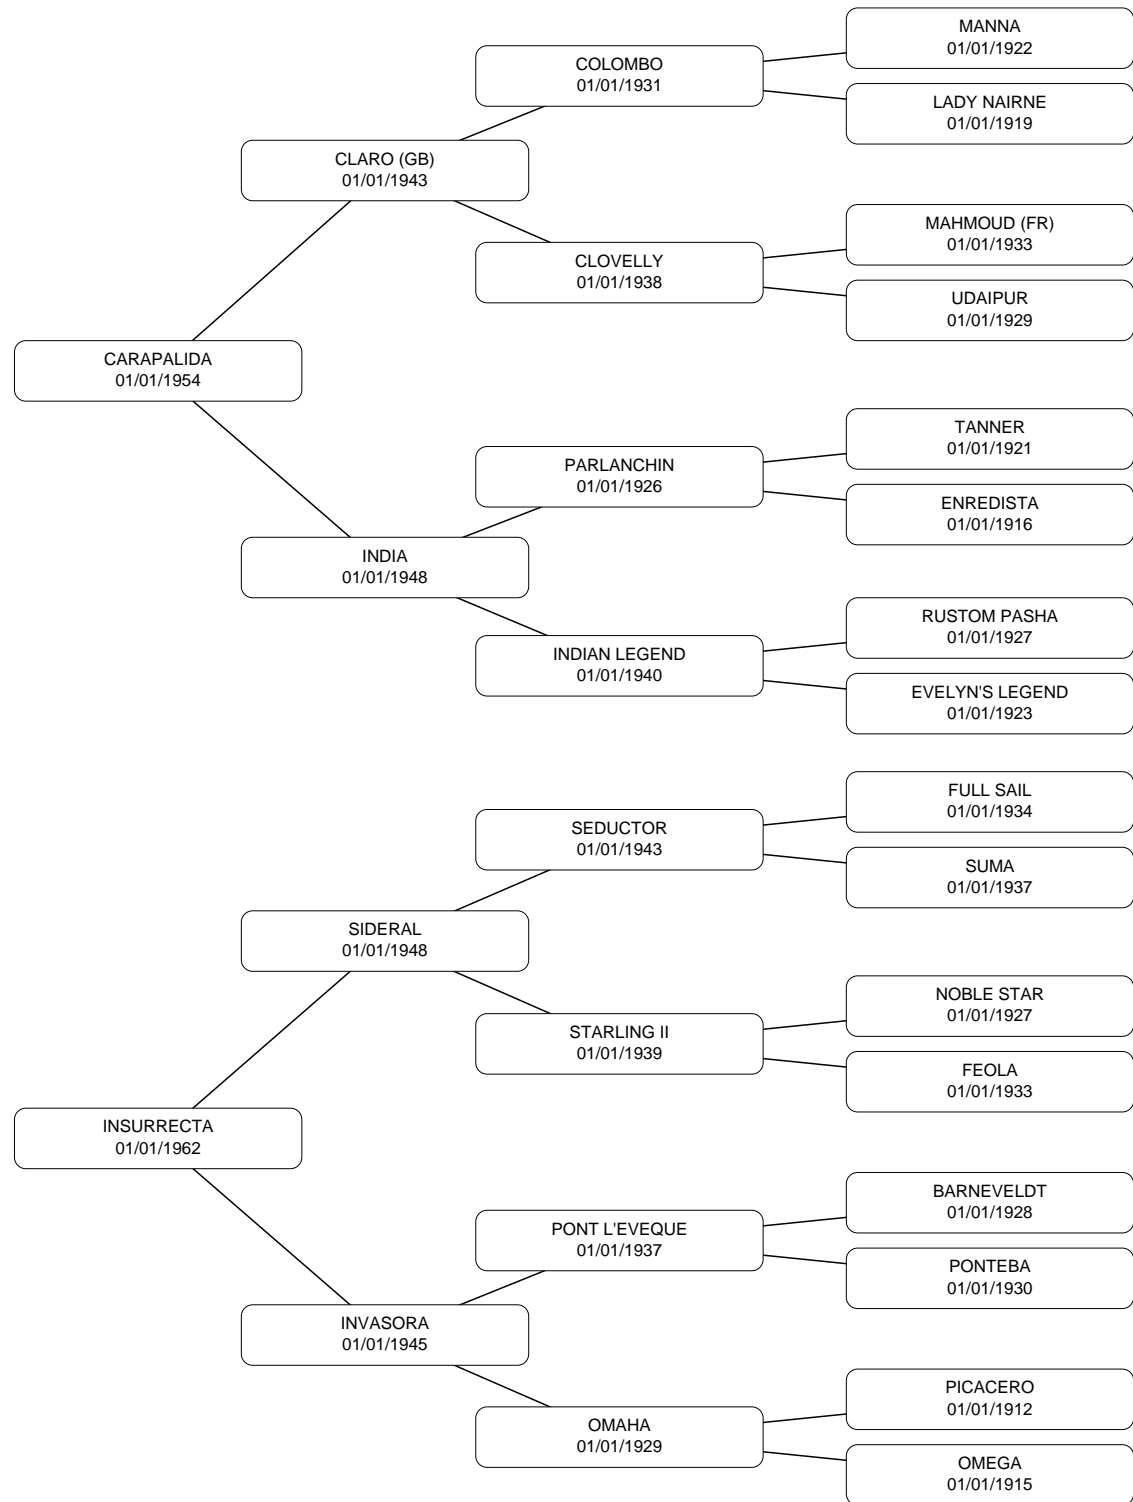 MANNA
01/01/1922
COLOMBO
01/01/1931
LADY NAIRNE
01/01/1919
CLARO (GB)
01/01/1943
MAHMOUD (FR)
01/01/1933
CLOVELLY
01/01/1938
UDAIPUR
01/01/1929
CARAPALIDA
01/01/1954
TANNER
01/01/1921
PARLANCHIN
01/01/1926
ENREDISTA
01/01/1916
INDIA
01/01/1948
RUSTOM PASHA
01/01/1927
INDIAN LEGEND
01/01/1940
EVELYN'S LEGEND
01/01/1923
FULL SAIL
01/01/1934
SEDUCTOR
01/01/1943
SUMA
01/01/1937
SIDERAL
01/01/1948
NOBLE STAR
01/01/1927
STARLING II
01/01/1939
FEOLA
01/01/1933
INSURRECTA
01/01/1962
BARNEVELDT
01/01/1928
PONT L'EVEQUE
01/01/1937
PONTEBA
01/01/1930
INVASORA
01/01/1945
PICACERO
01/01/1912
OMAHA
01/01/1929
OMEGA
01/01/1915